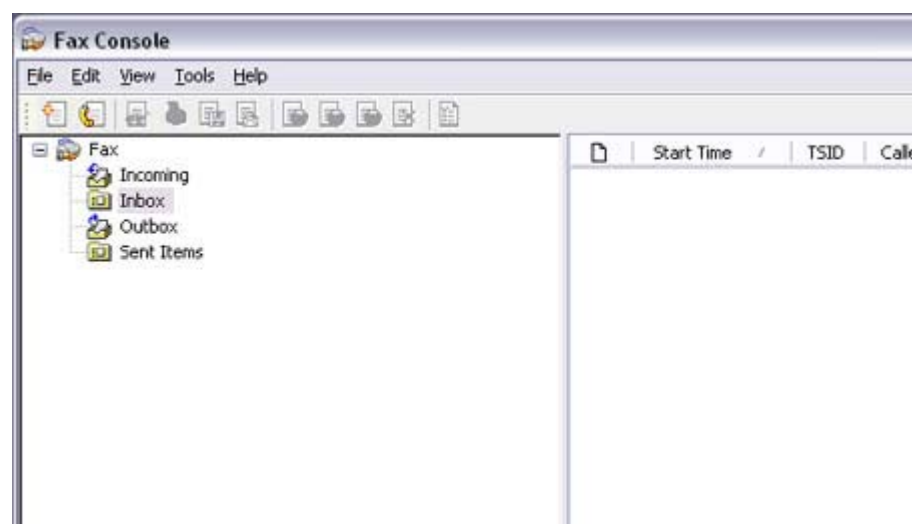 Fax Console
File Edit View Tools Help
Fax
Start Time TSID
Incoming
Inbox
Outbox
Sent Items